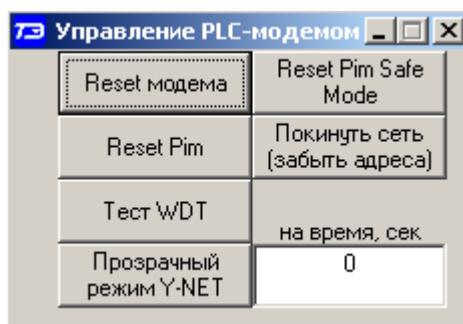 ТЭ Управление PLC-модемом
Reset модема
Reset Pim Safe
Mode
Reset Pim
Покинуть сеть
(забыть адреса)
Тест WDT
на время, сек
Прозрачный
режим Y-NET
0